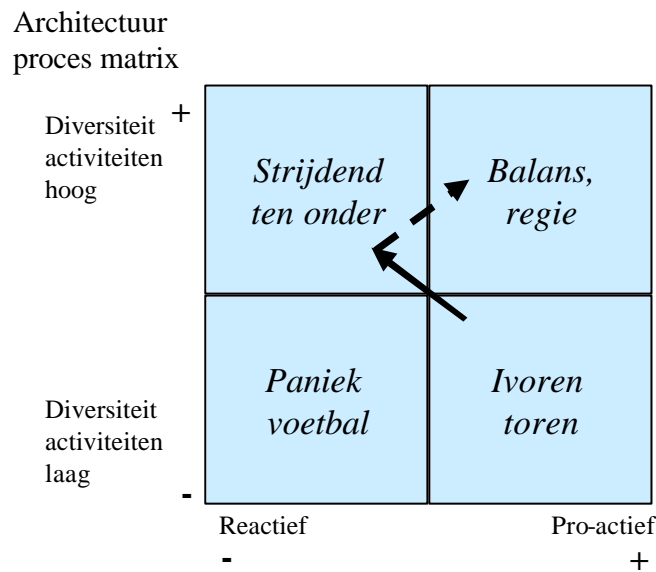 Architectuur
proces matrix
+
Diversiteit
activiteiten
hoog
Strijdend
ten onder
Balans,
regie
Paniek
voetbal
Ivoren
toren
Diversiteit
activiteiten
laag
-
Reactief
Pro-actief
-
+